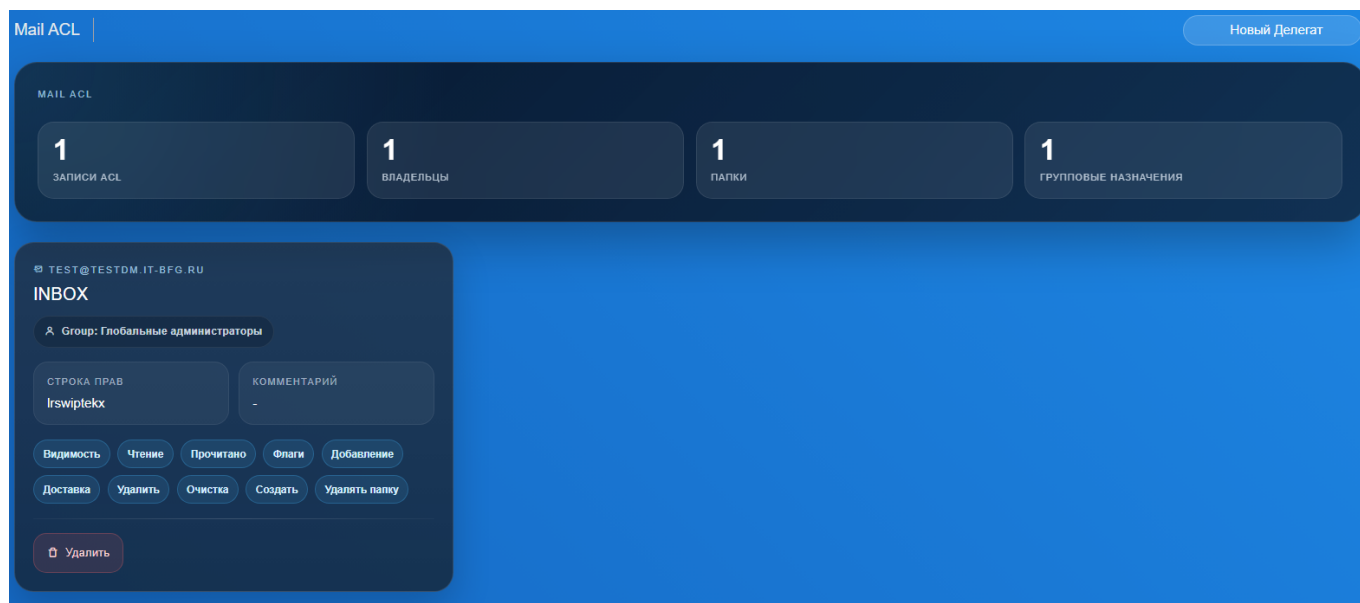 Mail ACL
Новый Делегат
MAIL ACL
1
ЗАПИСИ ACL
1
ВЛАДЕЛЬЦЫ
1
ПАПКИ
1
ГРУППОВЫЕ НАЗНАЧЕНИЯ
TEST@TESTDM.IT-BFG.RU
INBOX
Group: Глобальные администраторы
СТРОКА ПРАВ
lrswiptekx
КОММЕНТАРИЙ
-
Видимость Чтение Прочитано Флаги Добавление
Доставка Удалить Очистка Создать Удалять папку
Удалить